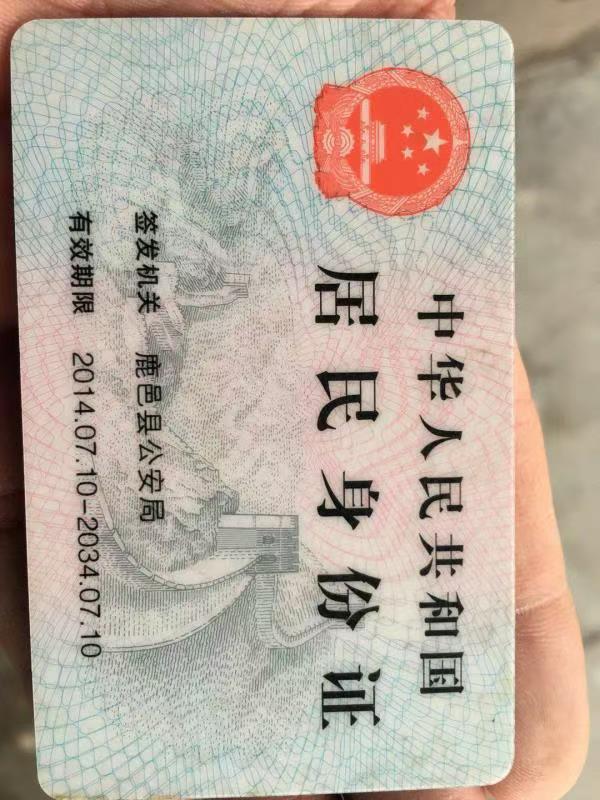 中华人民共和国
居民身份证
签发机关 鹿邑县公安局
有效期限 2014.07.10-2034.07.10